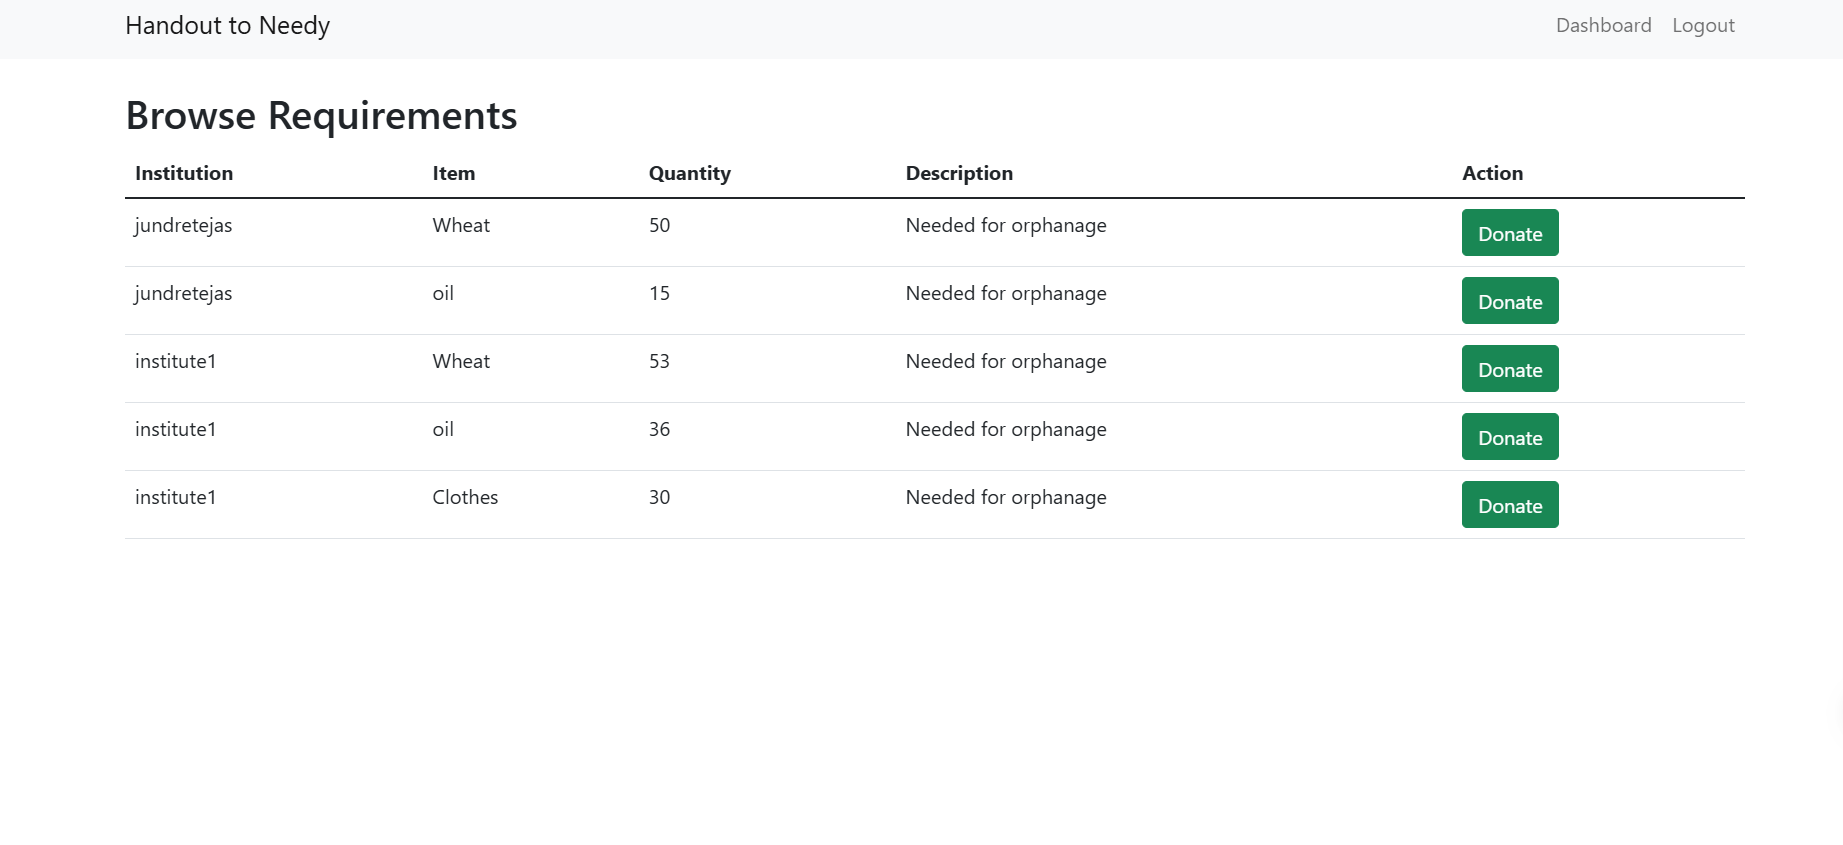 Handout to Needy Dashboard Logout
Browse Requirements
Institution Item Quantity Description Action
jundretejas Wheat 50 Needed for orphanage Donate
jundretejas oil 15 Needed for orphanage Donate
institute1 Wheat 53 Needed for orphanage Donate
institute1 oil 36 Needed for orphanage Donate
institute1 Clothes 30 Needed for orphanage Donate